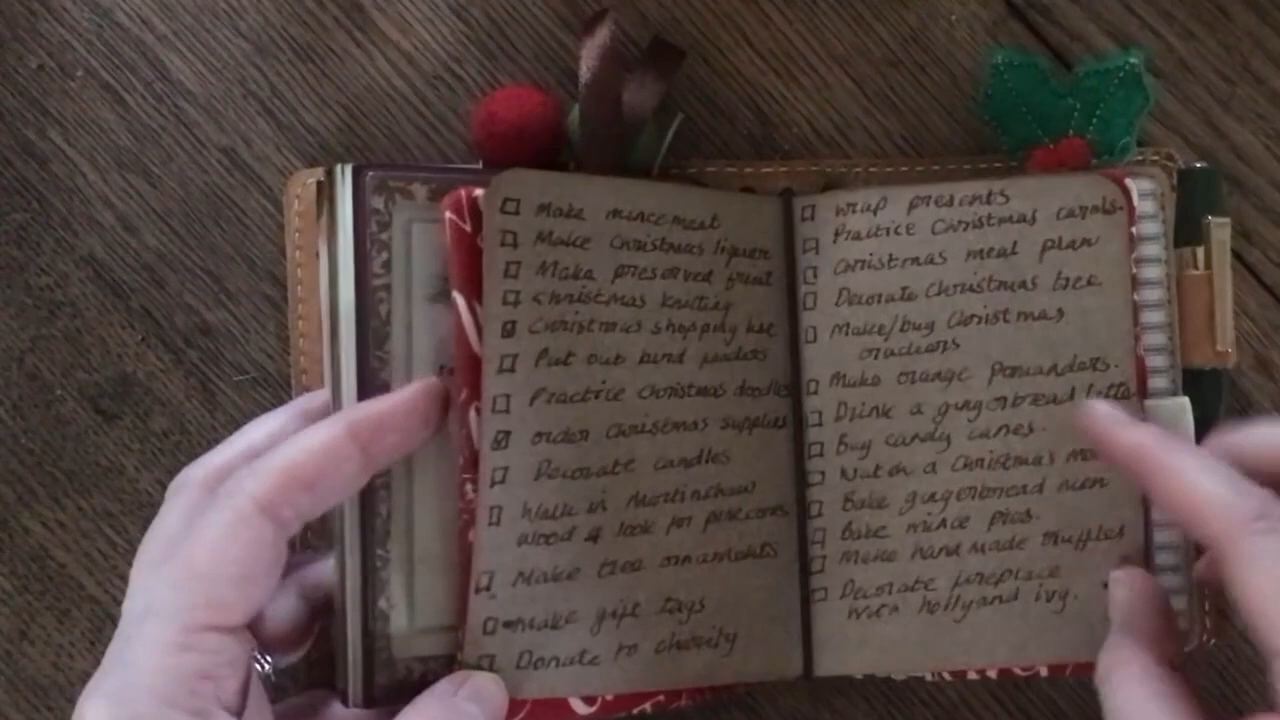 Make mincemeat
Make Christmas liqueur
Make preserved fruit
Christmas knitting
Christmas shopping list
Put out bird feeders
Practice Christmas doodles
order Christmas supplies
Decorate candles
Walk in
wood & look for pinecones
Make tree ornaments
Make gift tags
Donate to charity
wrap presents
Practice Christmas carols
Christmas meal plan
Decorate Christmas tree
Make/buy Christmas
crackers
Make orange pomanders.
Drink a gingerbread latte
Buy candy canes.
Watch a Christmas
Bake gingerbread men
Bake mince pies.
Make handmade truffles
Decorate fireplace
with holly and ivy.